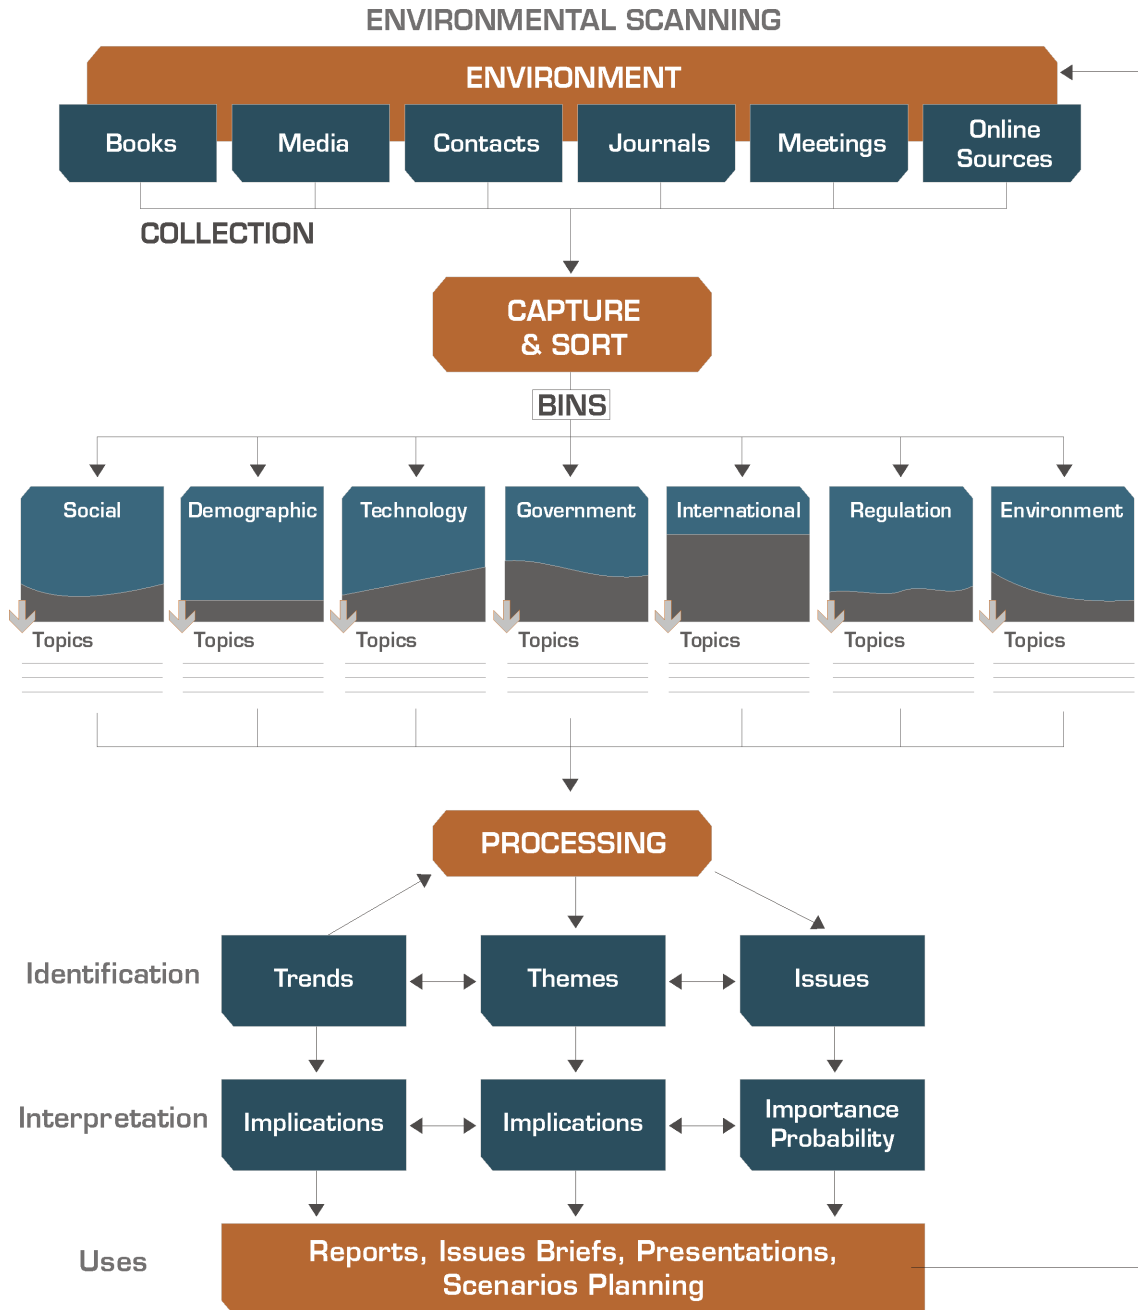 ENVIRONMENTAL SCANNING
ENVIRONMENT
Books
Media
Contacts
Journals
Meetings
Online
Sources
COLLECTION
CAPTURE
& SORT
BINS
Social
Demographic
Technology
Government
International
Regulation
Environment
Topics
Topics
Topics
Topics
Topics
Topics
Topics
PROCESSING
Identification
Trends
Themes
Issues
Interpretation
Implications
Implications
Importance
Probability
Uses
Reports, Issues Briefs, Presentations,
Scenarios Planning